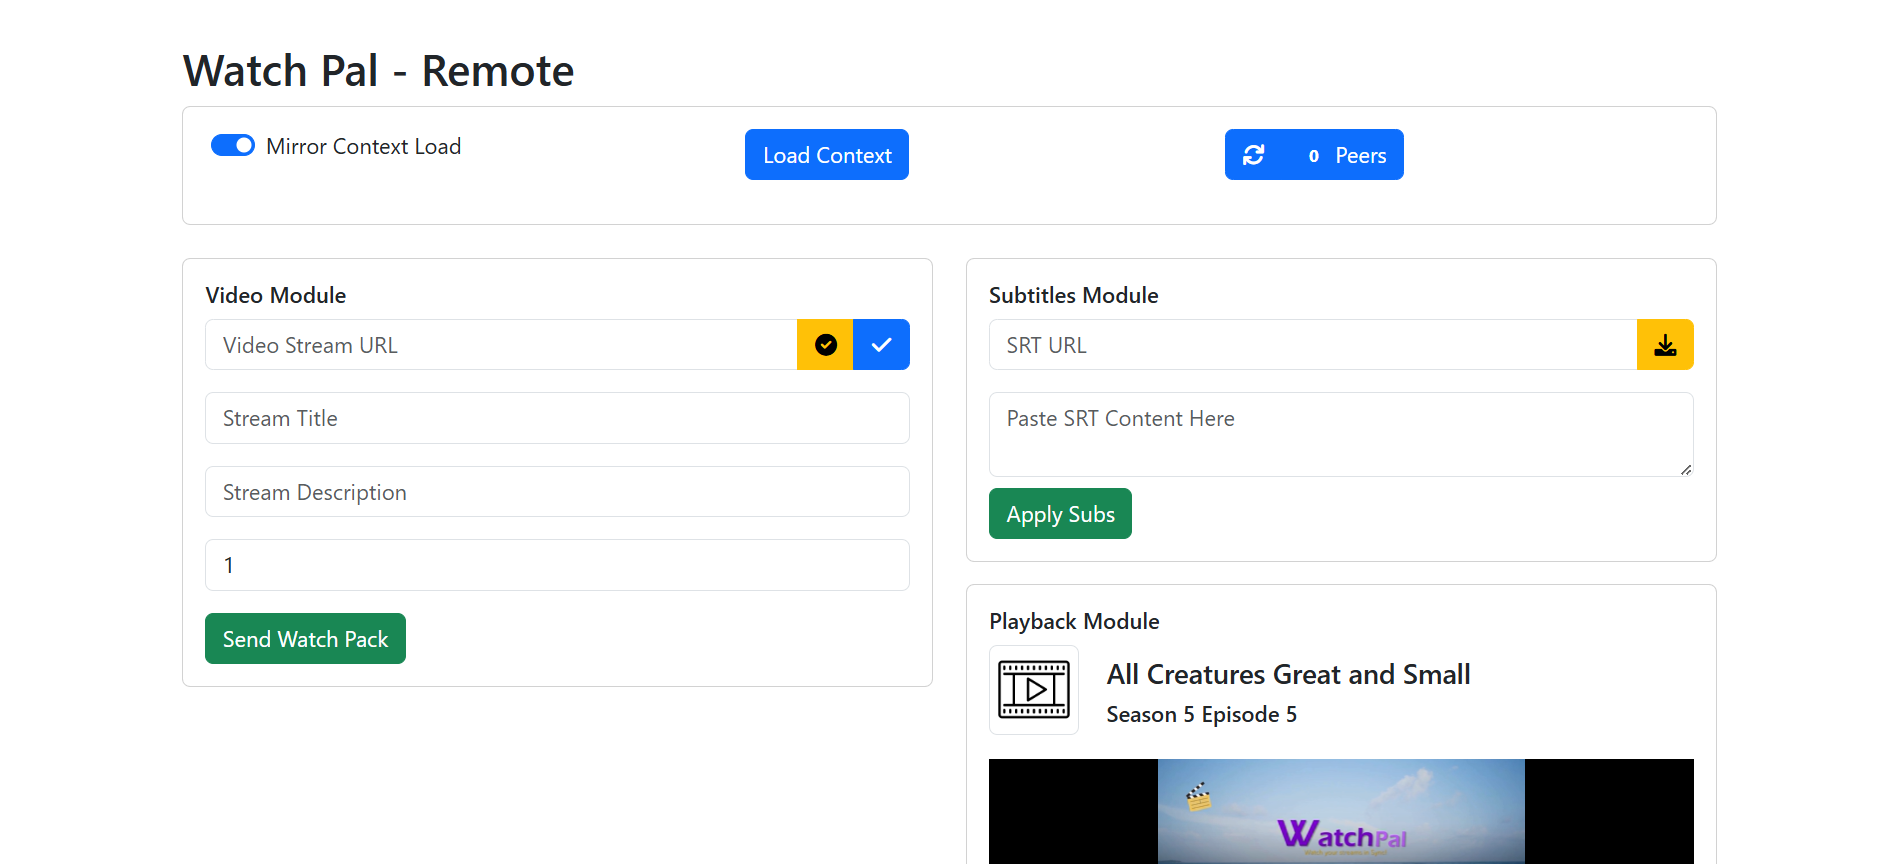 Watch Pal - Remote
Mirror Context Load
Load Context
0 Peers
Video Module
Video Stream URL
Stream Title
Stream Description
1
Send Watch Pack
Subtitles Module
SRT URL
Paste SRT Content Here
Apply Subs
Playback Module
All Creatures Great and Small
Season 5 Episode 5
WatchPal